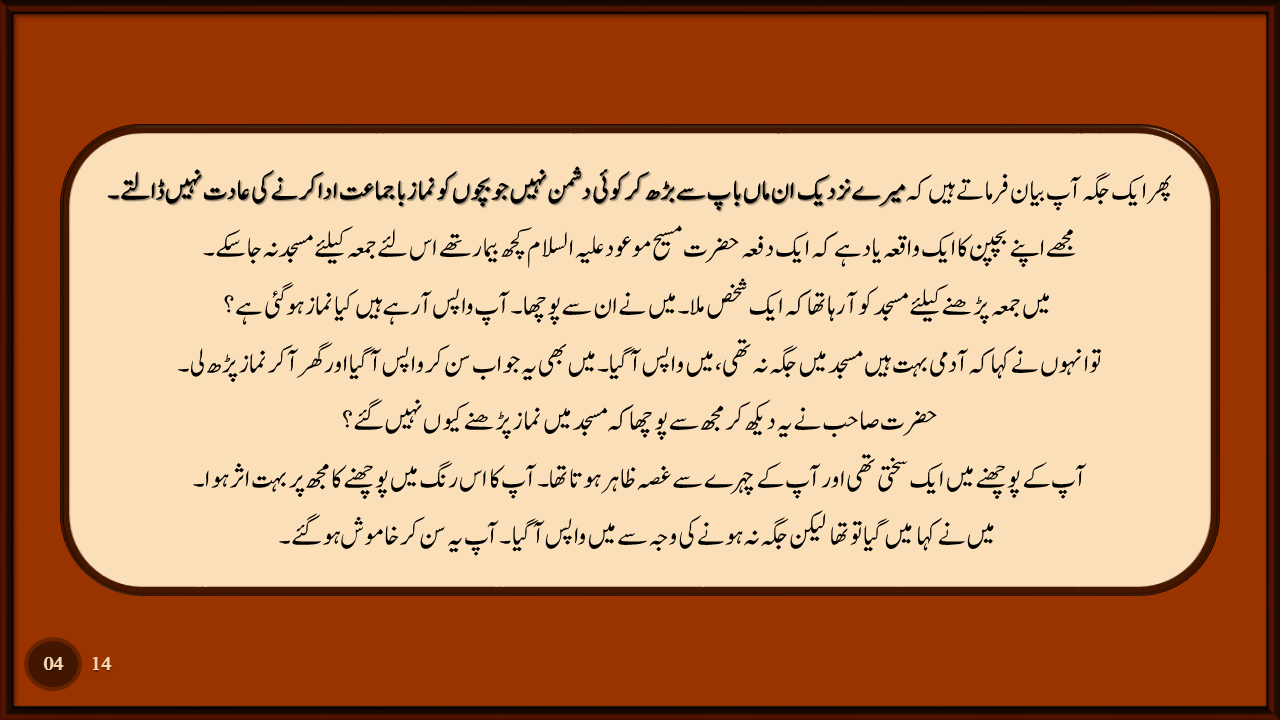 پھر ایک جگہ آپ بیان فرماتے ہیں کہ میرے نزدیک ان ماں باپ سے بڑھ کر کوئی دشمن نہیں جو بچوں کو نماز باجماعت ادا کرنے کی عادت نہیں ڈالتے۔
مجھے اپنے بچپن کا ایک واقعہ یاد ہے کہ ایک دفعہ حضرت مسیح موعود علیہ السلام کچھ بیمار تھے اس لئے جمعہ کیلئے مسجد نہ جا سکے۔
میں جمعہ پڑھنے کیلئے مسجد کو آ رہا تھا کہ ایک شخص ملا۔ میں نے ان سے پوچھا۔ آپ واپس آرہے ہیں کیا نماز ہوگئی ہے؟
تو انہوں نے کہا کہ آدمی بہت ہیں مسجد میں جگہ نہ تھی، میں واپس آگیا۔ میں بھی یہ جواب سن کر واپس آگیا اور گھر آکر نماز پڑھ لی۔
حضرت صاحب نے یہ دیکھ کر مجھ سے پوچھا کہ مسجد میں نماز پڑھنے کیوں نہیں گئے؟
آپ کے پوچھنے میں ایک سختی تھی اور آپ کے چہرے سے غصہ ظاہر ہوتا تھا۔ آپ کا اس رنگ میں پوچھنے کا مجھ پر بہت اثر ہوا۔
میں نے کہا میں گیا تو تھا لیکن جگہ نہ ہونے کی وجہ سے میں واپس آگیا۔ آپ یہ سن کر خاموش ہوگئے۔
04 14